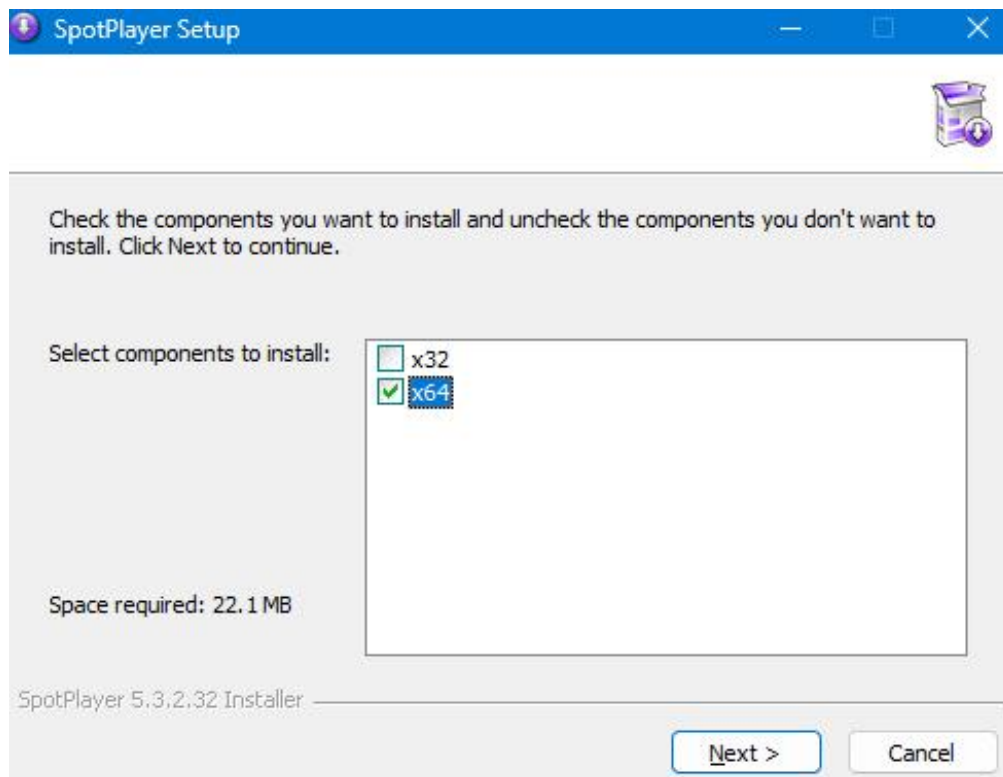 SpotPlayer Setup
Check the components you want to install and uncheck the components you don't want to
install. Click Next to continue.
Select components to install:
x32
x64
Space required: 22.1 MB
SpotPlayer 5.3.2.32 Installer
Next >
Cancel